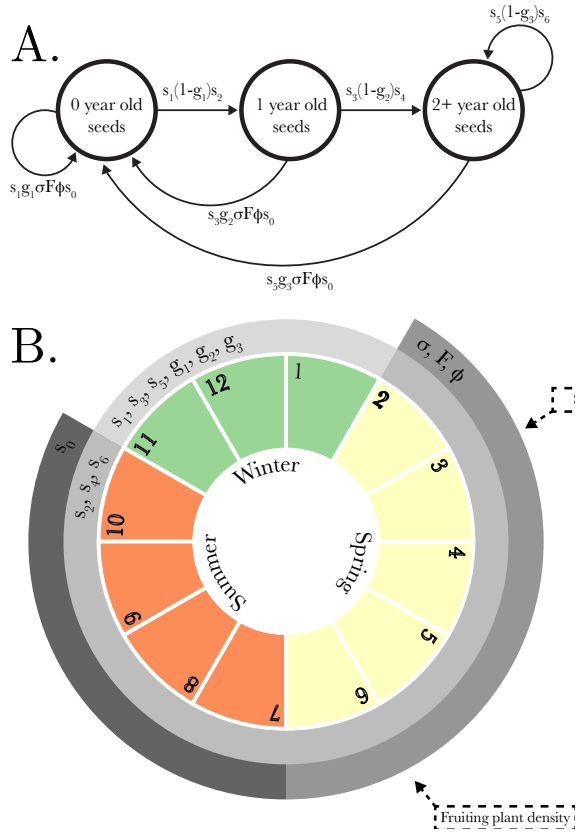 A.
s₅(1-g₃)s₆
0 year old
seeds
s₁(1-g₁)s₂
1 year old
seeds
s₃(1-g₂)s₄
2+ year old
seeds
s₁g₁σFϕs₀
s₃g₂σFϕs₀
s₅g₃σFϕs₀
B.
s₁, s₃, s₅, g₁, g₂, g₃
σ, F, ϕ
s₀
s₂, s₄, s₆
11
12
1
2
3
4
5
6
7
8
9
10
Winter
Spring
Summer
Fruiting plant density